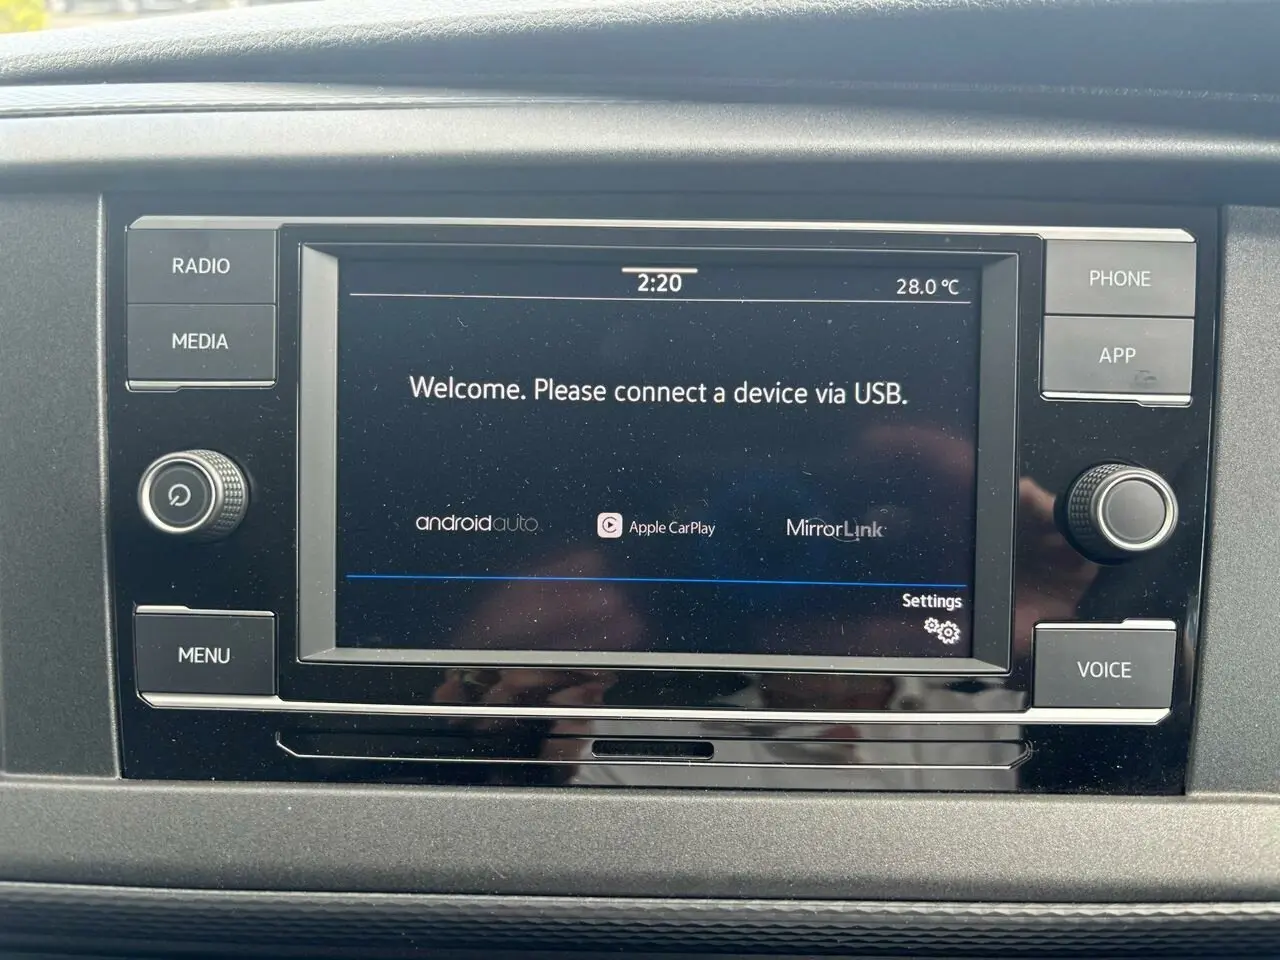 RADIO
MEDIA
MENU
2:20
28.0 °C
Welcome. Please connect a device via USB.
androidauto
Apple CarPlay
MirrorLink
Settings
PHONE
APP
VOICE